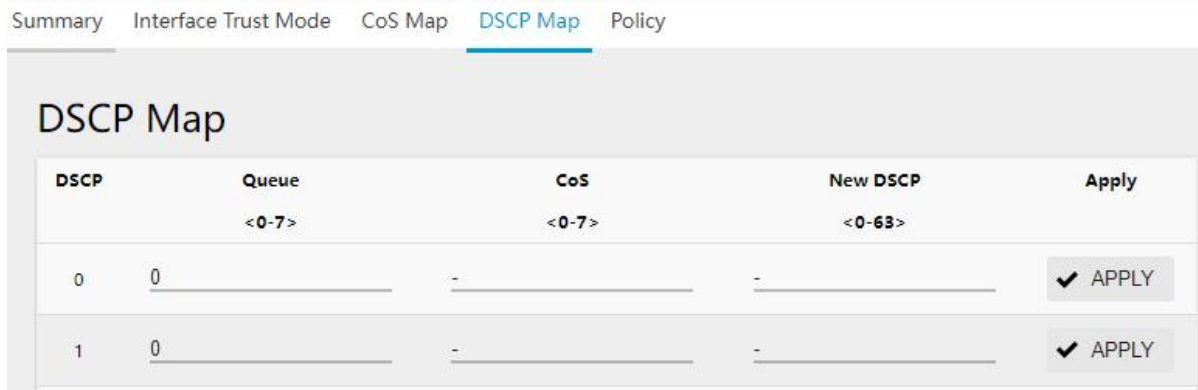 Summary Interface Trust Mode CoS Map DSCP Map Policy
DSCP Map
DSCP Queue CoS New DSCP Apply
<0-7> <0-7> <0-63>
0 0 - - APPLY
1 0 - - APPLY